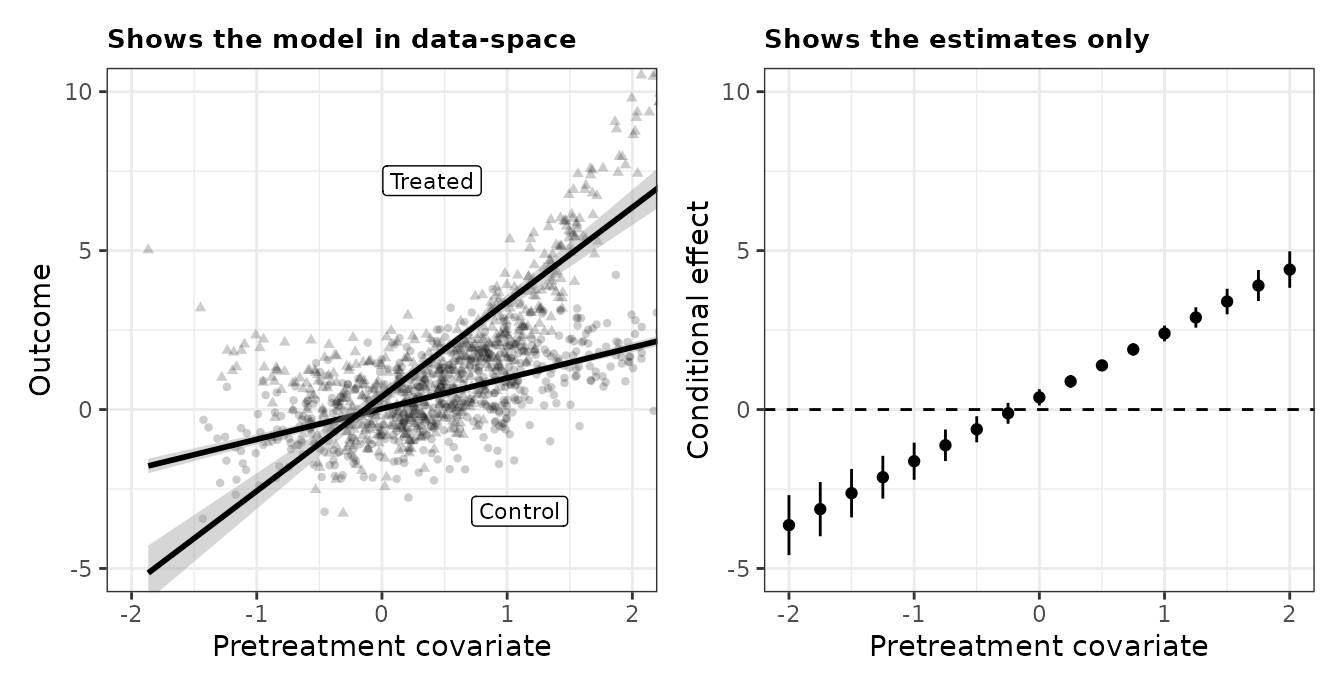 Shows the model in data-space
Outcome
10
5
0
-5
Treated
Control
-2
-1
0
1
2
Pretreatment covariate
Shows the estimates only
Conditional effect
10
5
0
-5
-2
-1
0
1
2
Pretreatment covariate